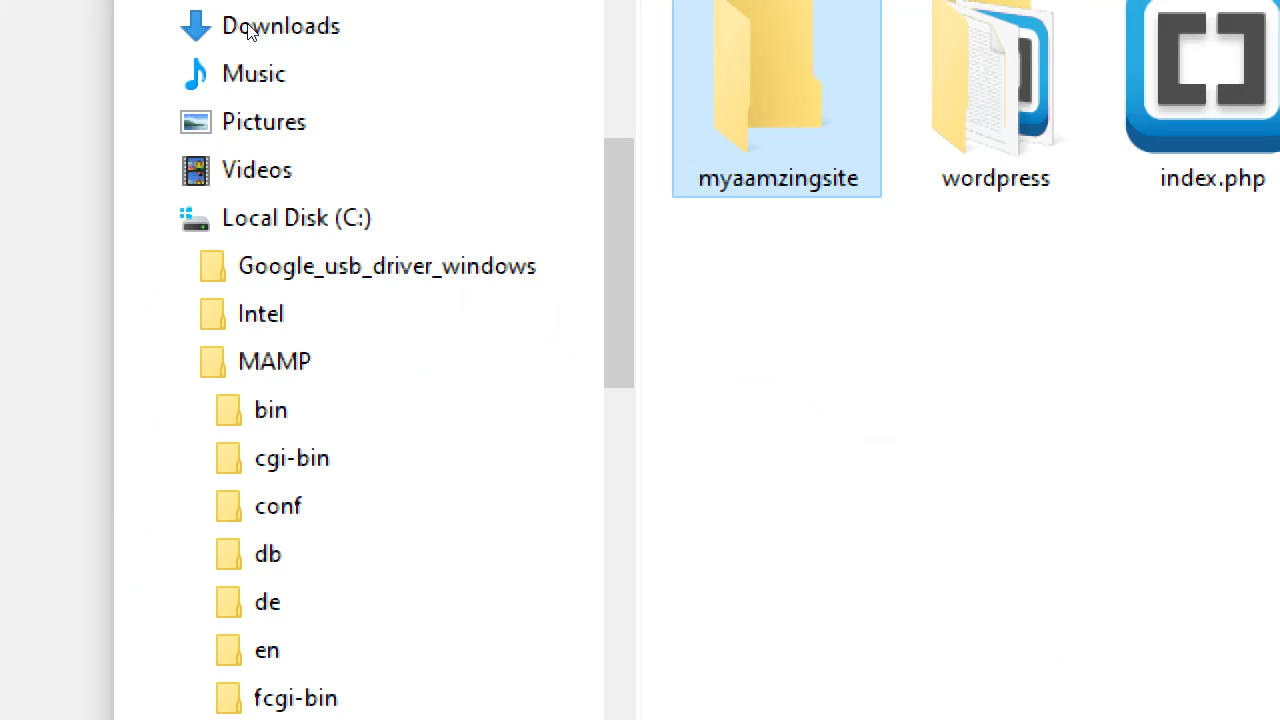 Downloads
Music
Pictures
Videos
Local Disk (C:)
Google_usb_driver_windows
Intel
MAMP
bin
cgi-bin
conf
db
de
en
fcgi-bin
myaamzingsite
wordpress
index.php